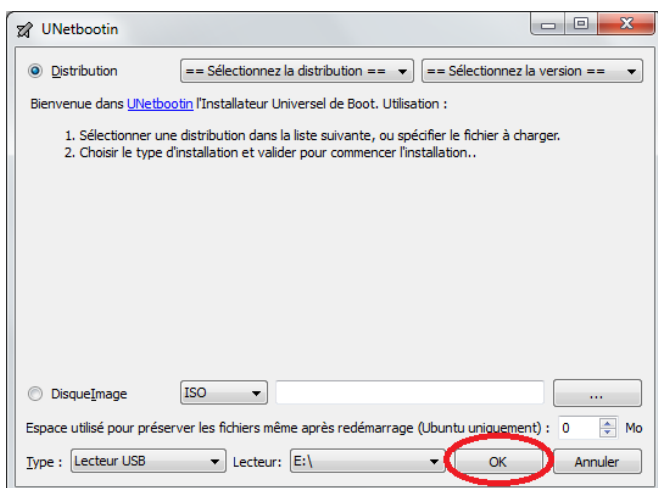 UNetbootin
Distribution == Sélectionnez la distribution == == Sélectionnez la version ==
Bienvenue dans UNetbootin l'Installateur Universel de Boot. Utilisation :
1. Sélectionner une distribution dans la liste suivante, ou spécifier le fichier à charger.
2. Choisir le type d'installation et valider pour commencer l'installation..
DisqueImage ISO ...
Espace utilisé pour préserver les fichiers même après redémarrage (Ubuntu uniquement) : 0 Mo
Type : Lecteur USB Lecteur: E:\ OK Annuler